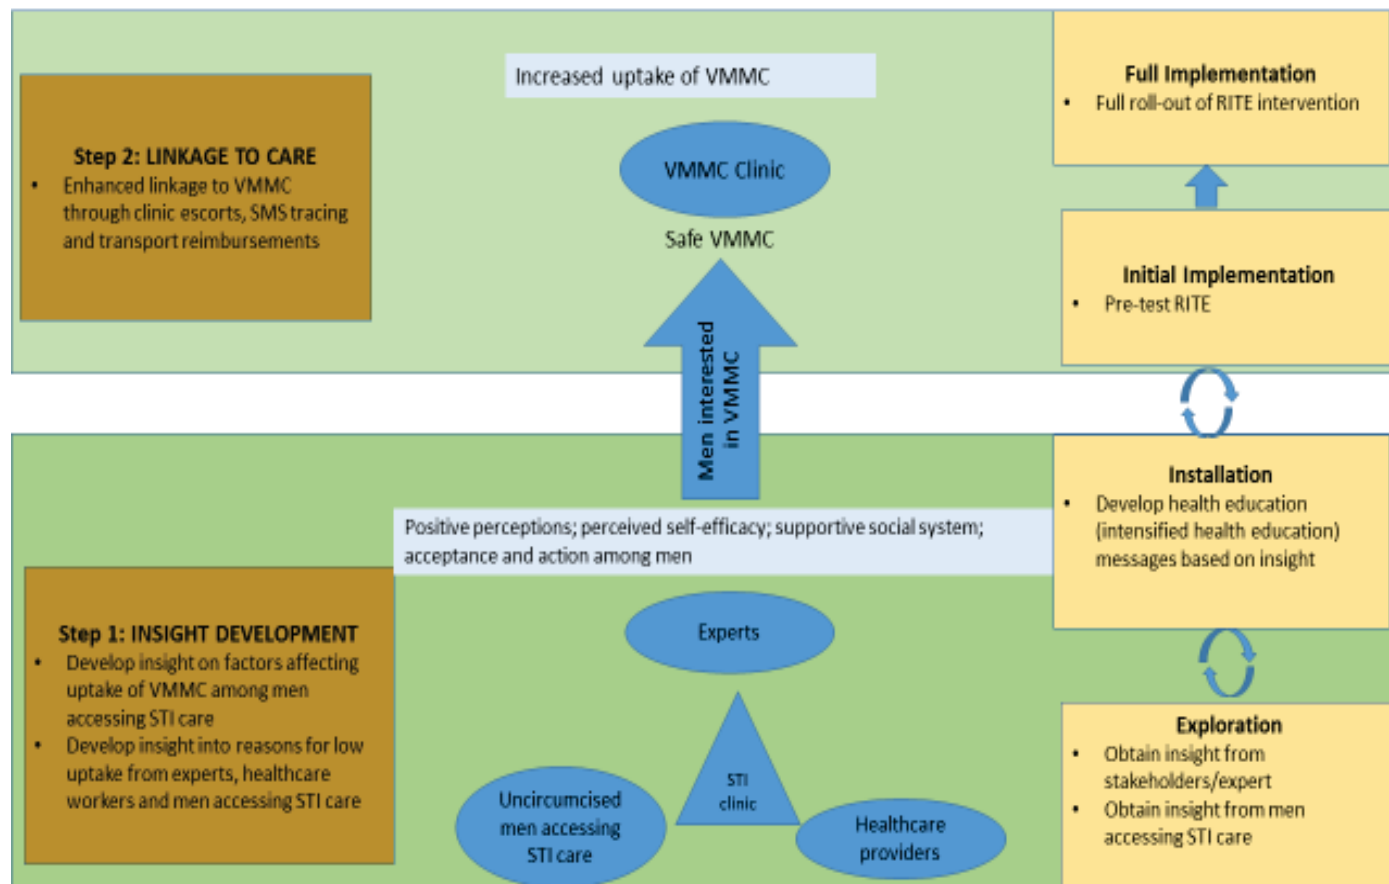 Increased uptake of VMMC
Step 2: LINKAGE TO CARE
• Enhanced linkage to VMMC
through clinic escorts, SMS tracing
and transport reimbursements
VMMC Clinic
Safe VMMC
Men interested
in VMMC
Full Implementation
• Full roll-out of RITE intervention
Initial Implementation
• Pre-test RITE
Positive perceptions; perceived self-efficacy; supportive social system;
acceptance and action among men
Step 1: INSIGHT DEVELOPMENT
• Develop insight on factors affecting
uptake of VMMC among men
accessing STI care
• Develop insight into reasons for low
uptake from experts, healthcare
workers and men accessing STI care
Experts
STI
clinic
Uncircumcised
men accessing
STI care
Healthcare
providers
Installation
• Develop health education
(intensified health education)
messages based on insight
Exploration
• Obtain insight from
stakeholders/expert
• Obtain insight from men
accessing STI care